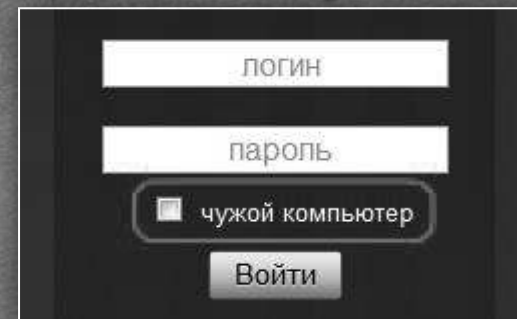 логин
пароль
чужой компьютер
Войти